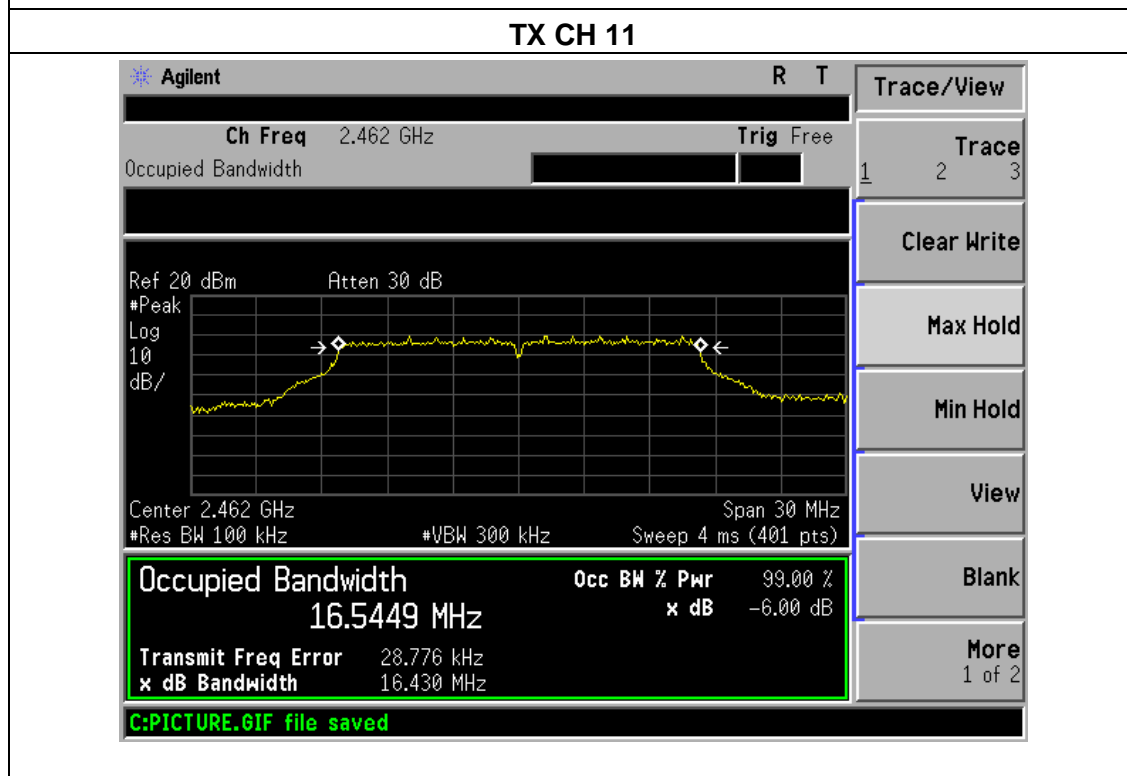 TX CH 11
Agilent R T
Ch Freq 2.462 GHz Trig Free
Occupied Bandwidth
Ref 20 dBm Atten 30 dB
#Peak
Log
10
dB/
Center 2.462 GHz Span 30 MHz
#Res BW 100 kHz #VBW 300 kHz Sweep 4 ms (401 pts)
Occupied Bandwidth Occ BW % Pwr 99.00 %
16.5449 MHz x dB -6.00 dB
Transmit Freq Error 28.776 kHz
x dB Bandwidth 16.430 MHz
C:PICTURE.GIF file saved
Trace/View
Trace
1 2 3
Clear Write
Max Hold
Min Hold
View
Blank
More
1 of 2